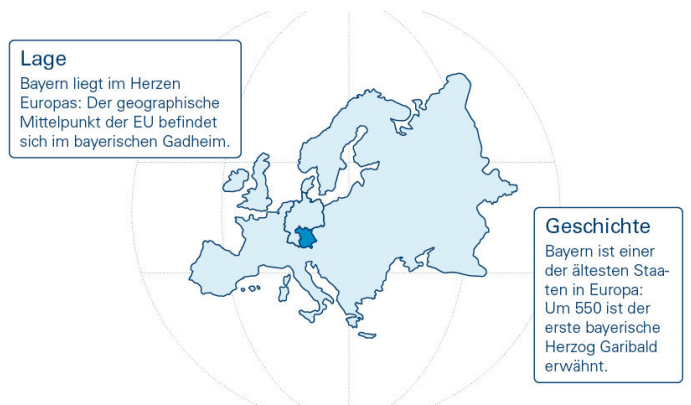 Lage
Bayern liegt im Herzen
Europas: Der geographische
Mittelpunkt der EU befindet
sich im bayerischen Gadheim.
Geschichte
Bayern ist einer
der ältesten Staa-
ten in Europa:
Um 550 ist der
erste bayerische
Herzog Garibald
erwähnt.